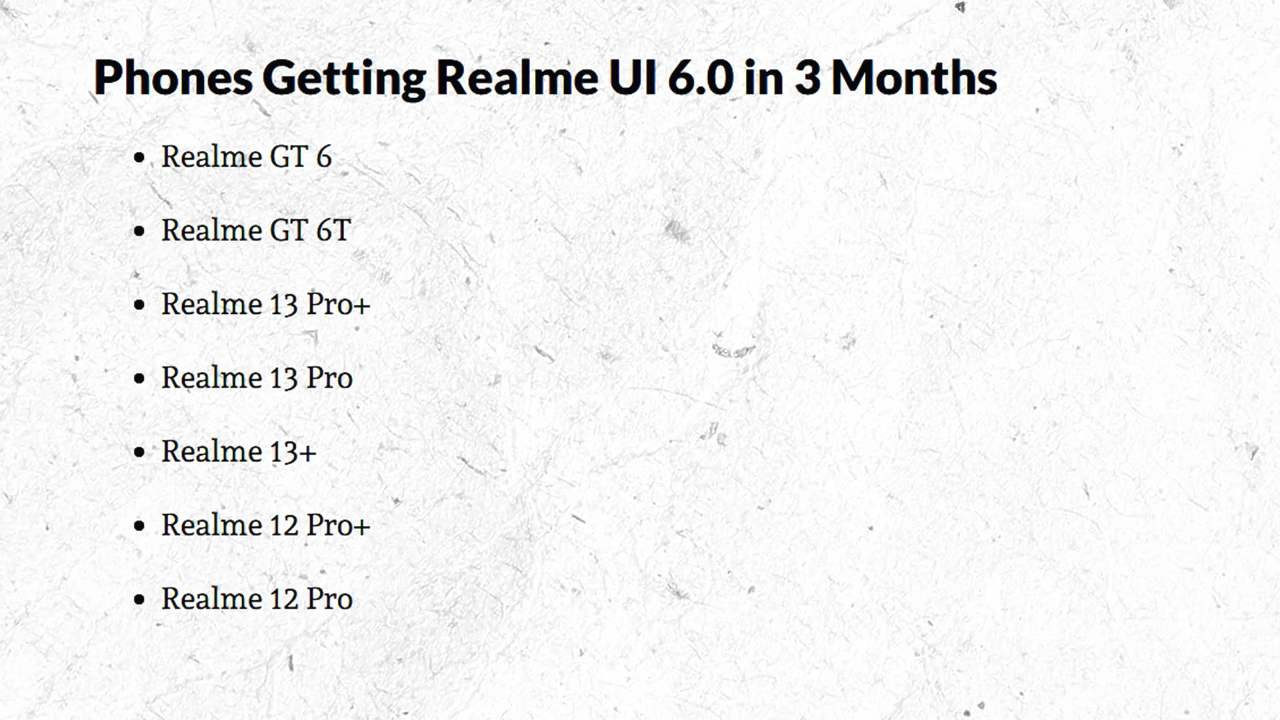 Phones Getting Realme UI 6.0 in 3 Months
• Realme GT 6
• Realme GT 6T
• Realme 13 Pro+
• Realme 13 Pro
• Realme 13+
• Realme 12 Pro+
• Realme 12 Pro